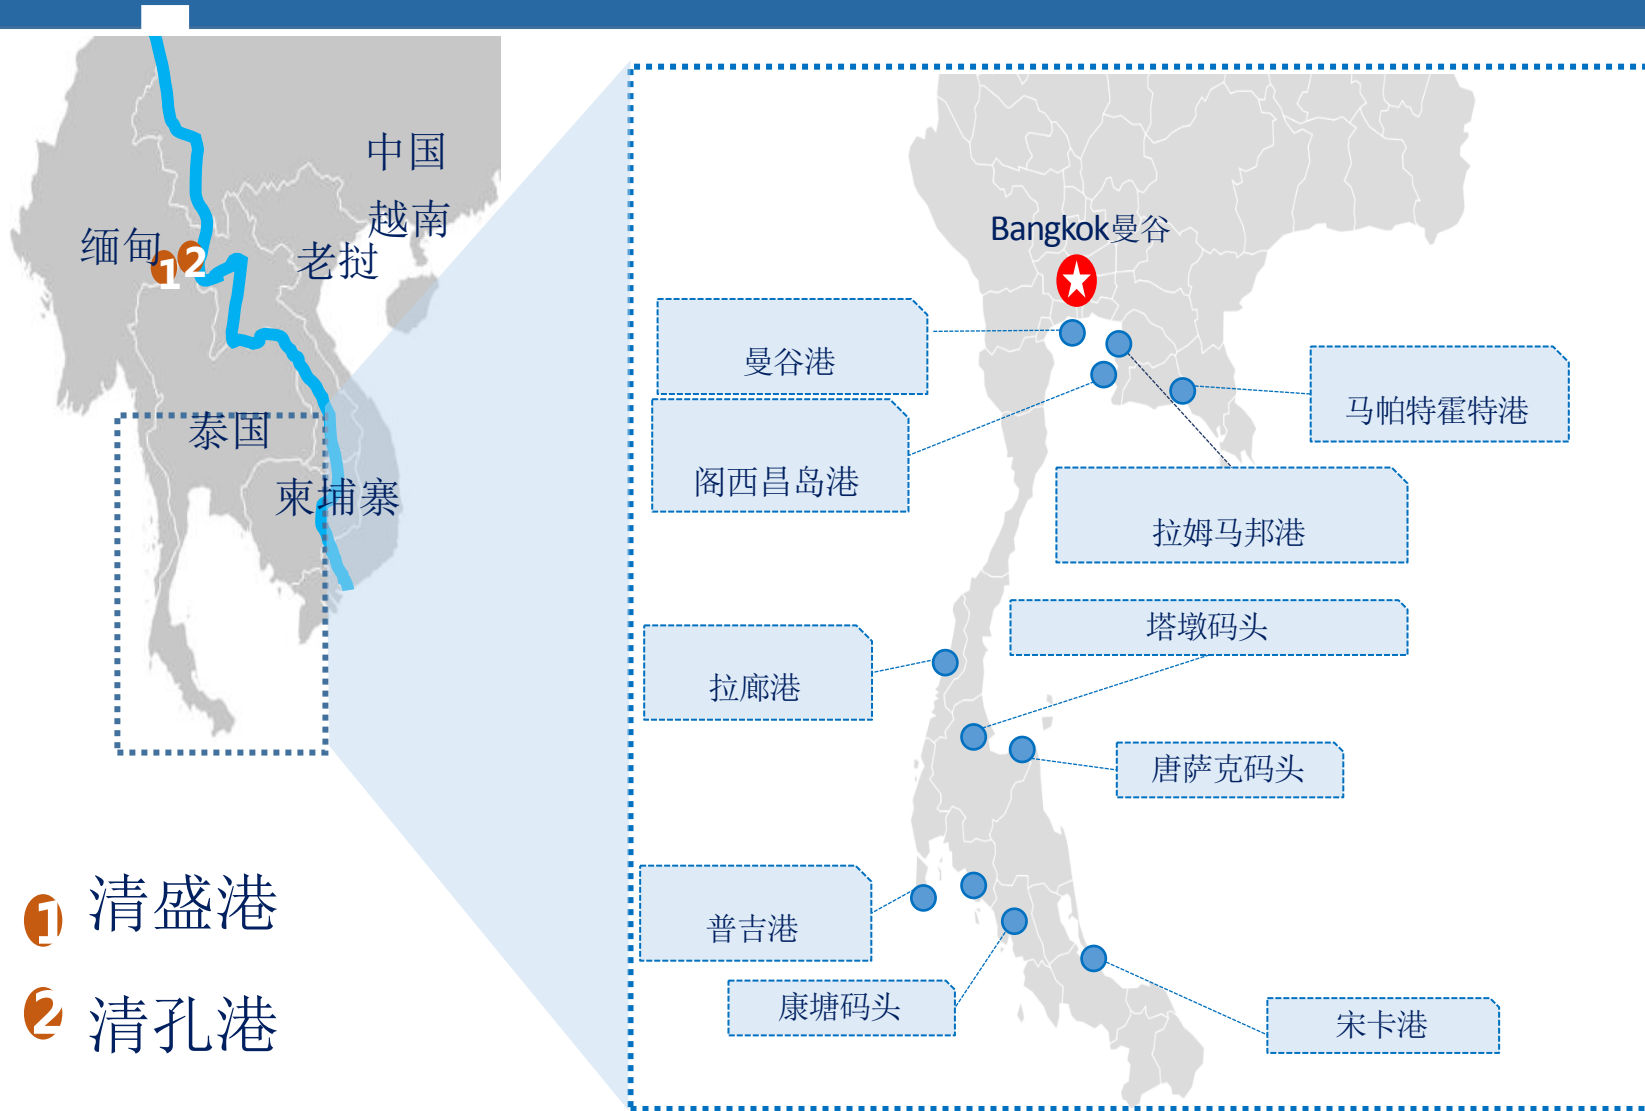 中国
越南
缅甸
老挝
1
2
泰国
柬埔寨
1 清盛港
2 清孔港
Bangkok曼谷
曼谷港
阁西昌岛港
马帕特霍特港
拉姆马邦港
塔墩码头
拉廊港
唐萨克码头
普吉港
康塘码头
宋卡港